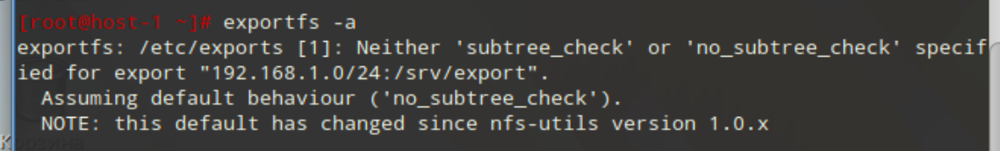 [root@host-1 ~]# exportfs -a
exportfs: /etc/exports [1]: Neither 'subtree_check' or 'no_subtree_check' specif
ied for export "192.168.1.0/24:/srv/export".
  Assuming default behaviour ('no_subtree_check').
  NOTE: this default has changed since nfs-utils version 1.0.x
Корзина